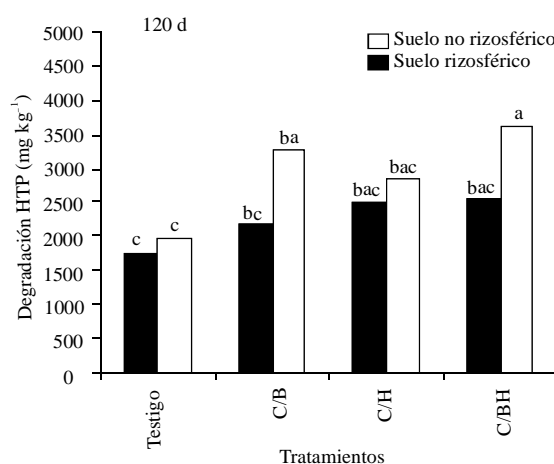 120 d
Suelo no rizosférico
Suelo rizosférico
Degradación HTP (mg kg⁻¹)
5000
4500
4000
3500
3000
2500
2000
1500
1000
500
0
c
c
bc
ba
bac
bac
bac
a
Testigo
C/B
C/H
C/BH
Tratamientos